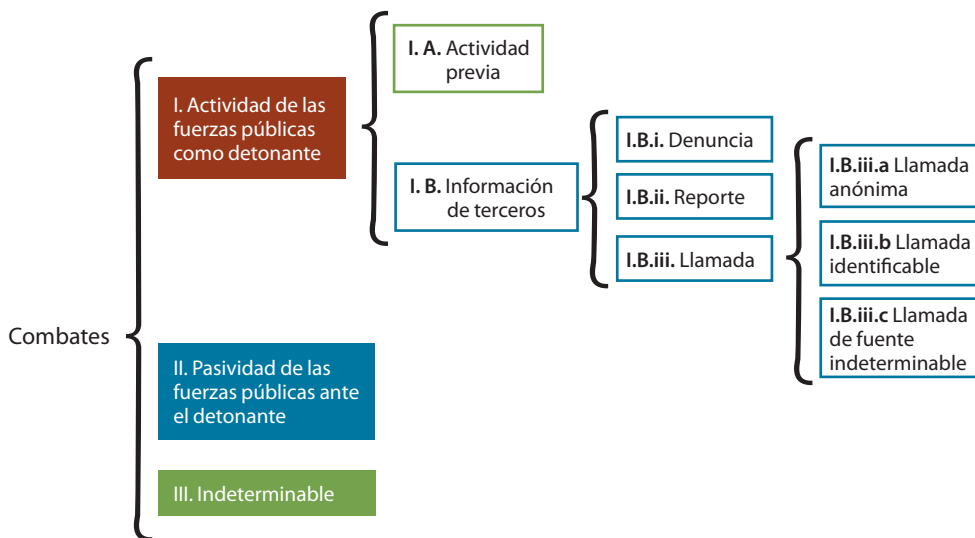 Combates
I. Actividad de las
fuerzas públicas
como detonante
II. Pasividad de las
fuerzas públicas ante
el detonante
III. Indeterminable
I. A. Actividad
previa
I. B. Información
de terceros
I.B.i. Denuncia
I.B.ii. Reporte
I.B.iii. Llamada
I.B.iii.a Llamada
anónima
I.B.iii.b Llamada
identificable
I.B.iii.c Llamada
de fuente
indeterminable